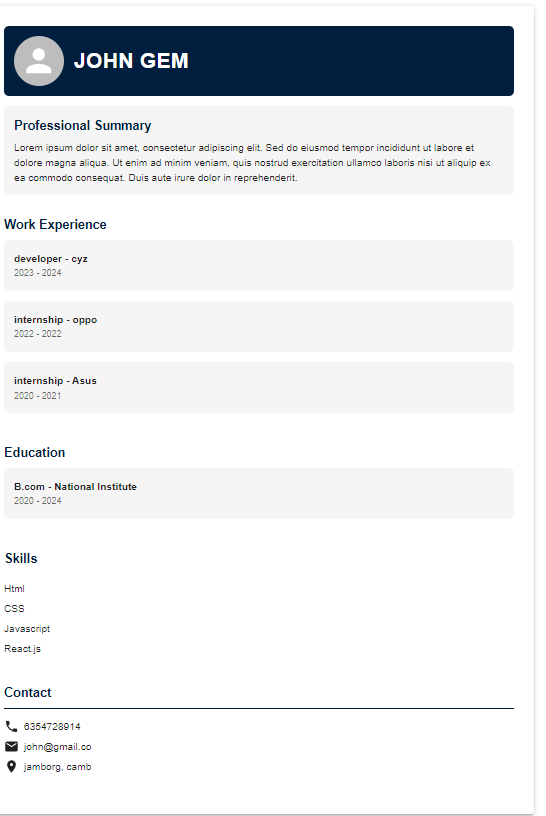 JOHN GEM
Professional Summary
Lorem ipsum dolor sit amet, consectetur adipiscing elit. Sed do eiusmod tempor incididunt ut labore et
dolore magna aliqua. Ut enim ad minim veniam, quis nostrud exercitation ullamco laboris nisi ut aliquip ex
ea commodo consequat. Duis aute irure dolor in reprehenderit.
Work Experience
developer - cyz
2023 - 2024
internship - oppo
2022 - 2022
internship - Asus
2020 - 2021
Education
B.com - National Institute
2020 - 2024
Skills
Html
CSS
Javascript
React.js
Contact
6354728914
john@gmail.co
jamborg, camb